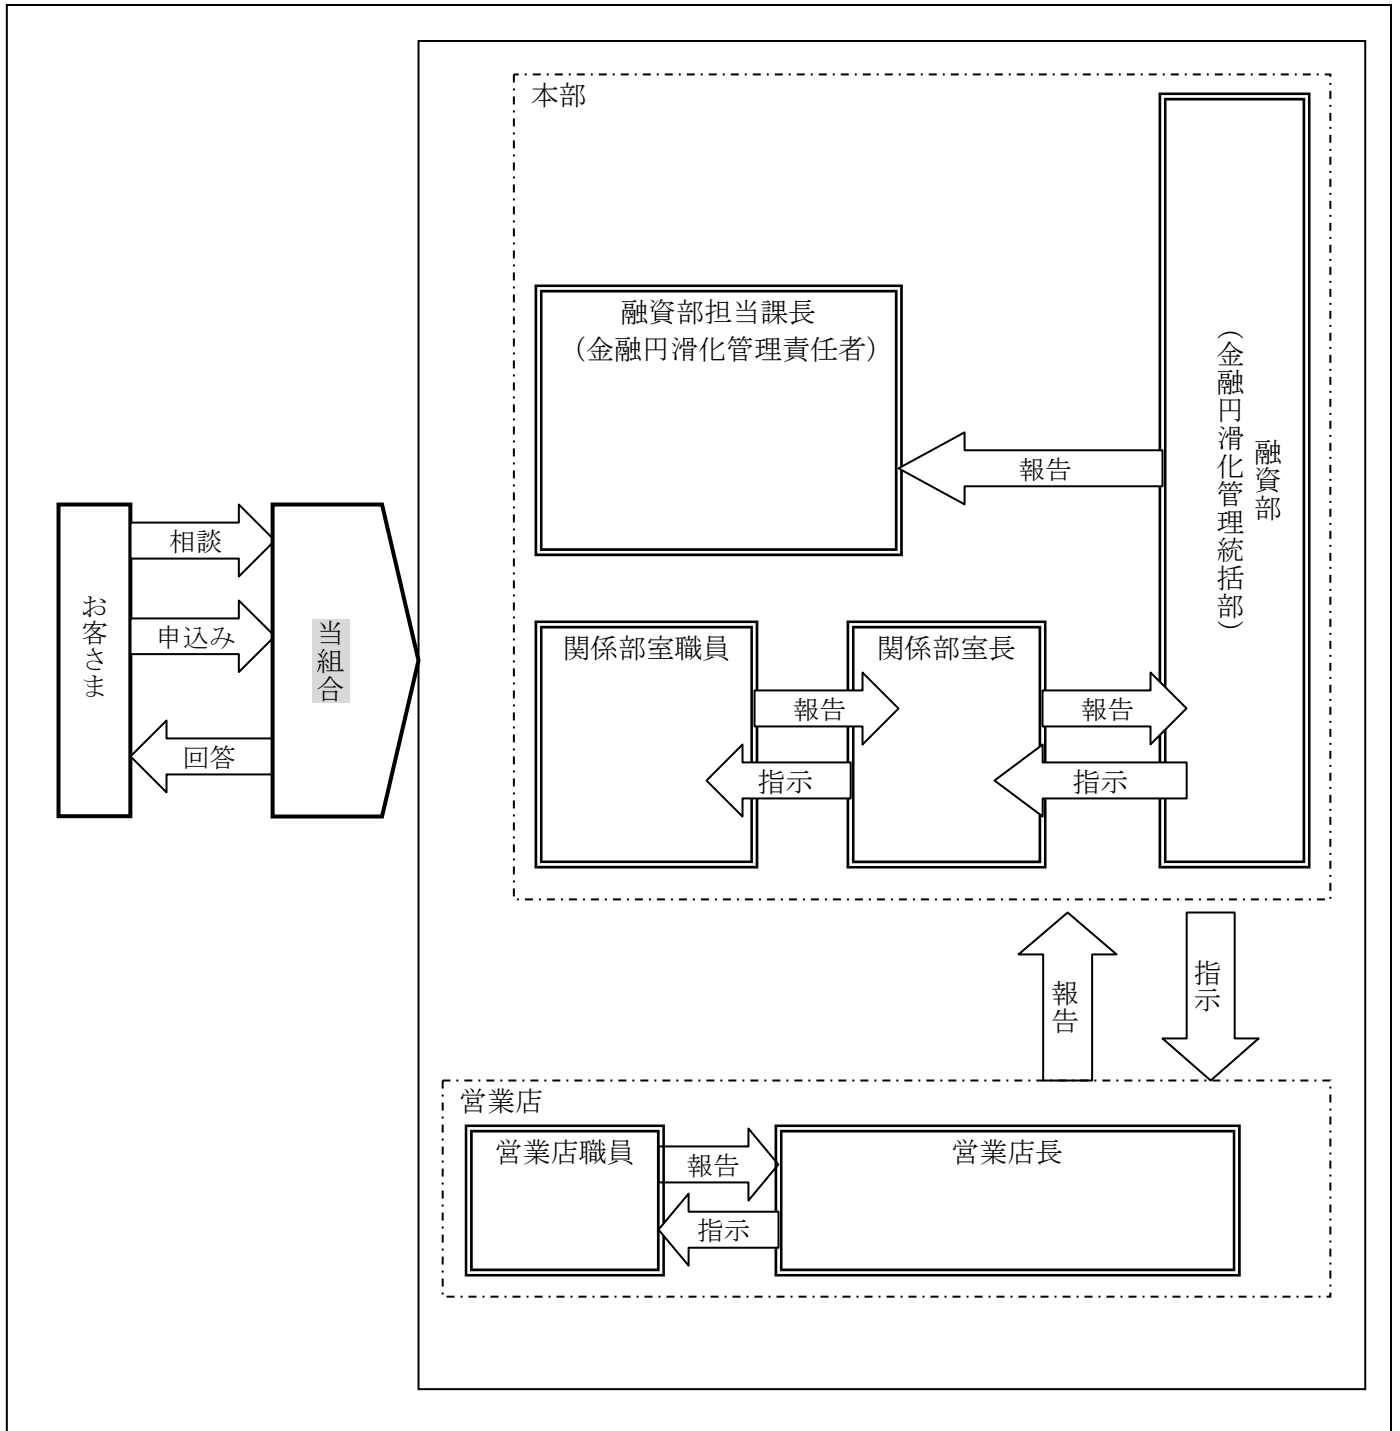 本部
融資部
(金融円滑化管理統括部)
融資部担当課長
（金融円滑化管理責任者）
報告
お客さま
相談
申込み
回答
当組合
関係部室職員
関係部室長
報告
報告
指示
指示
報告
指示
営業店
営業店職員
営業店長
報告
指示